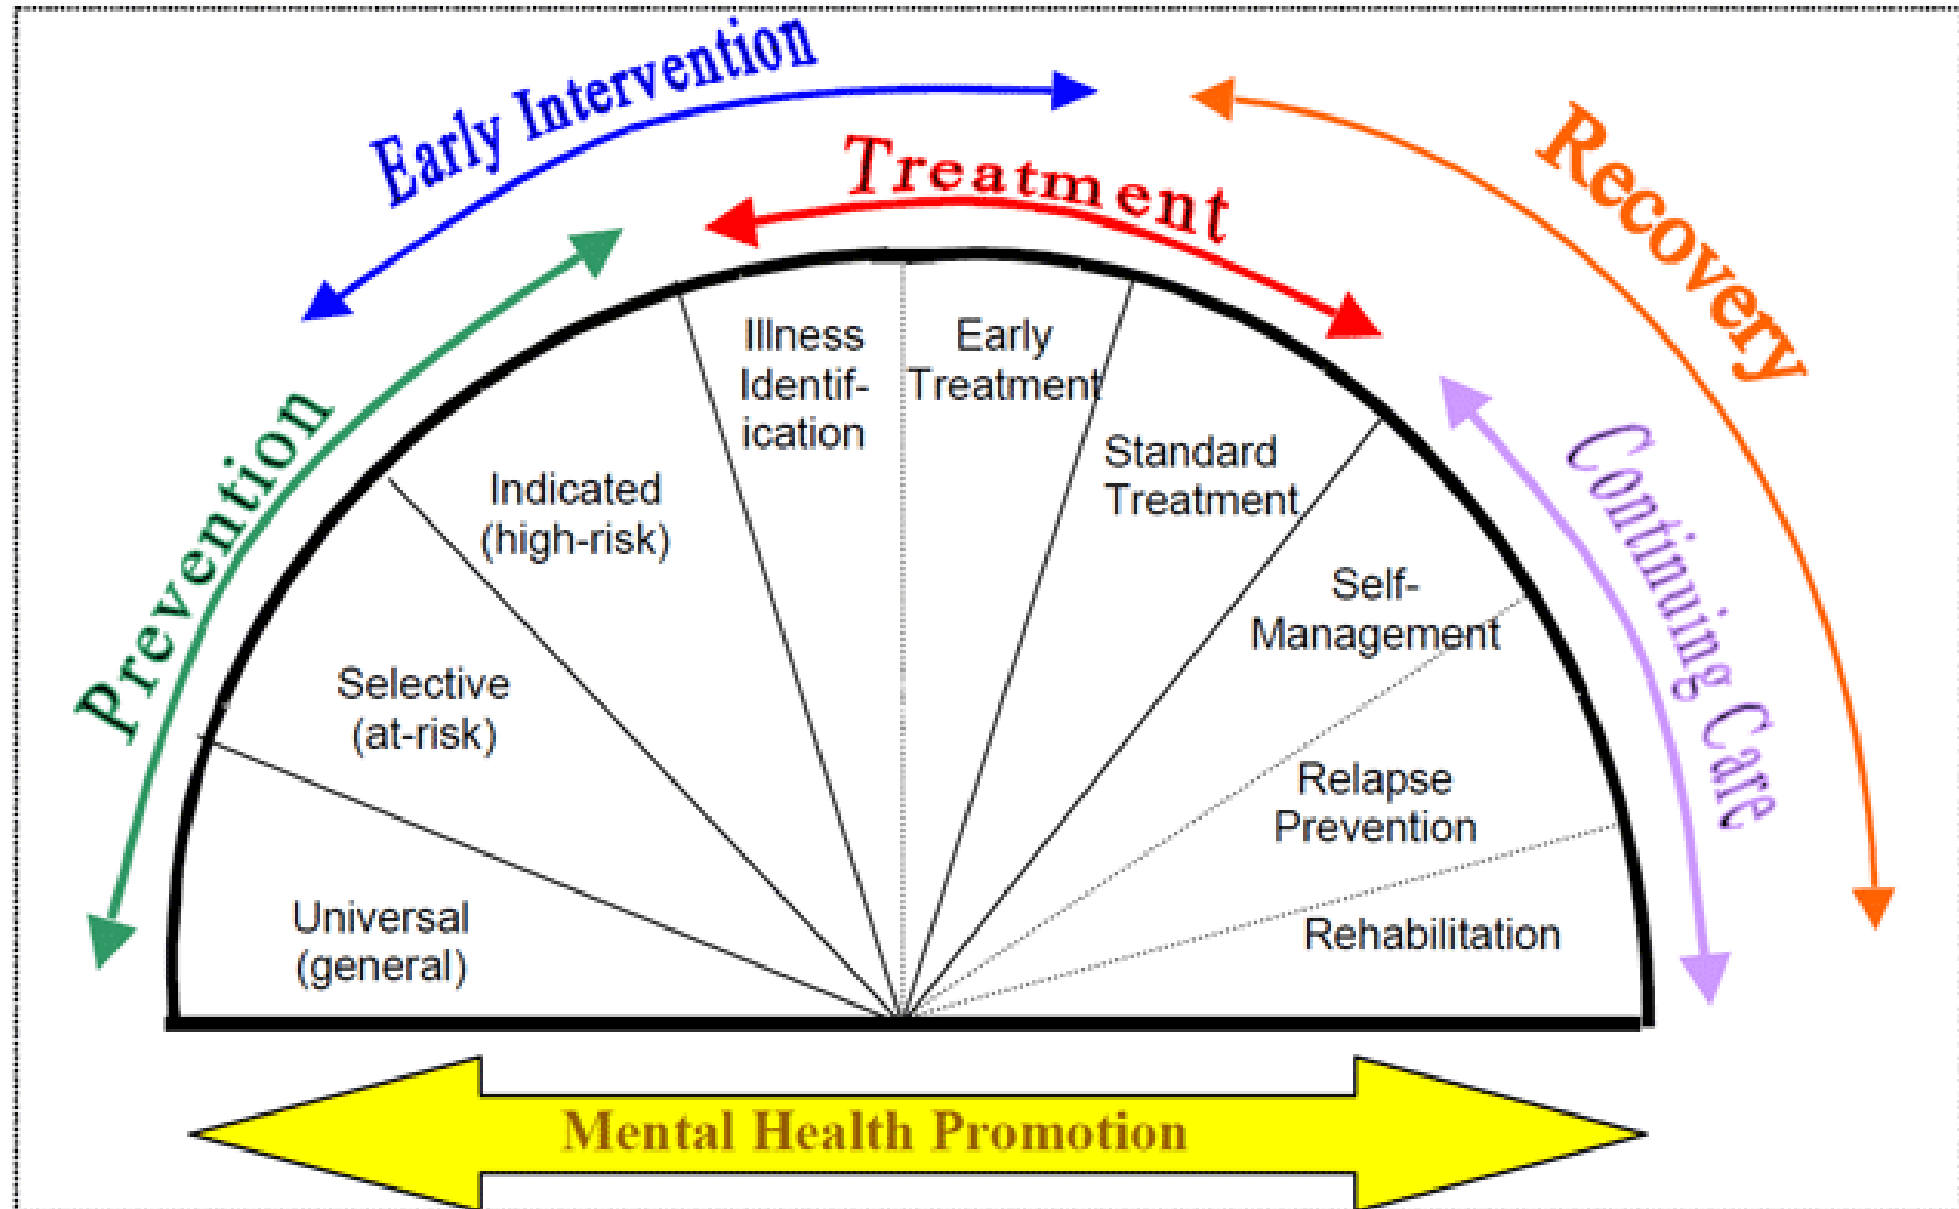 Early Intervention
Treatment
Recovery
Prevention
Continuing Care
Illness
Identif-
ication
Early
Treatment
Standard
Treatment
Indicated
(high-risk)
Self-
Management
Selective
(at-risk)
Relapse
Prevention
Universal
(general)
Rehabilitation
Mental Health Promotion